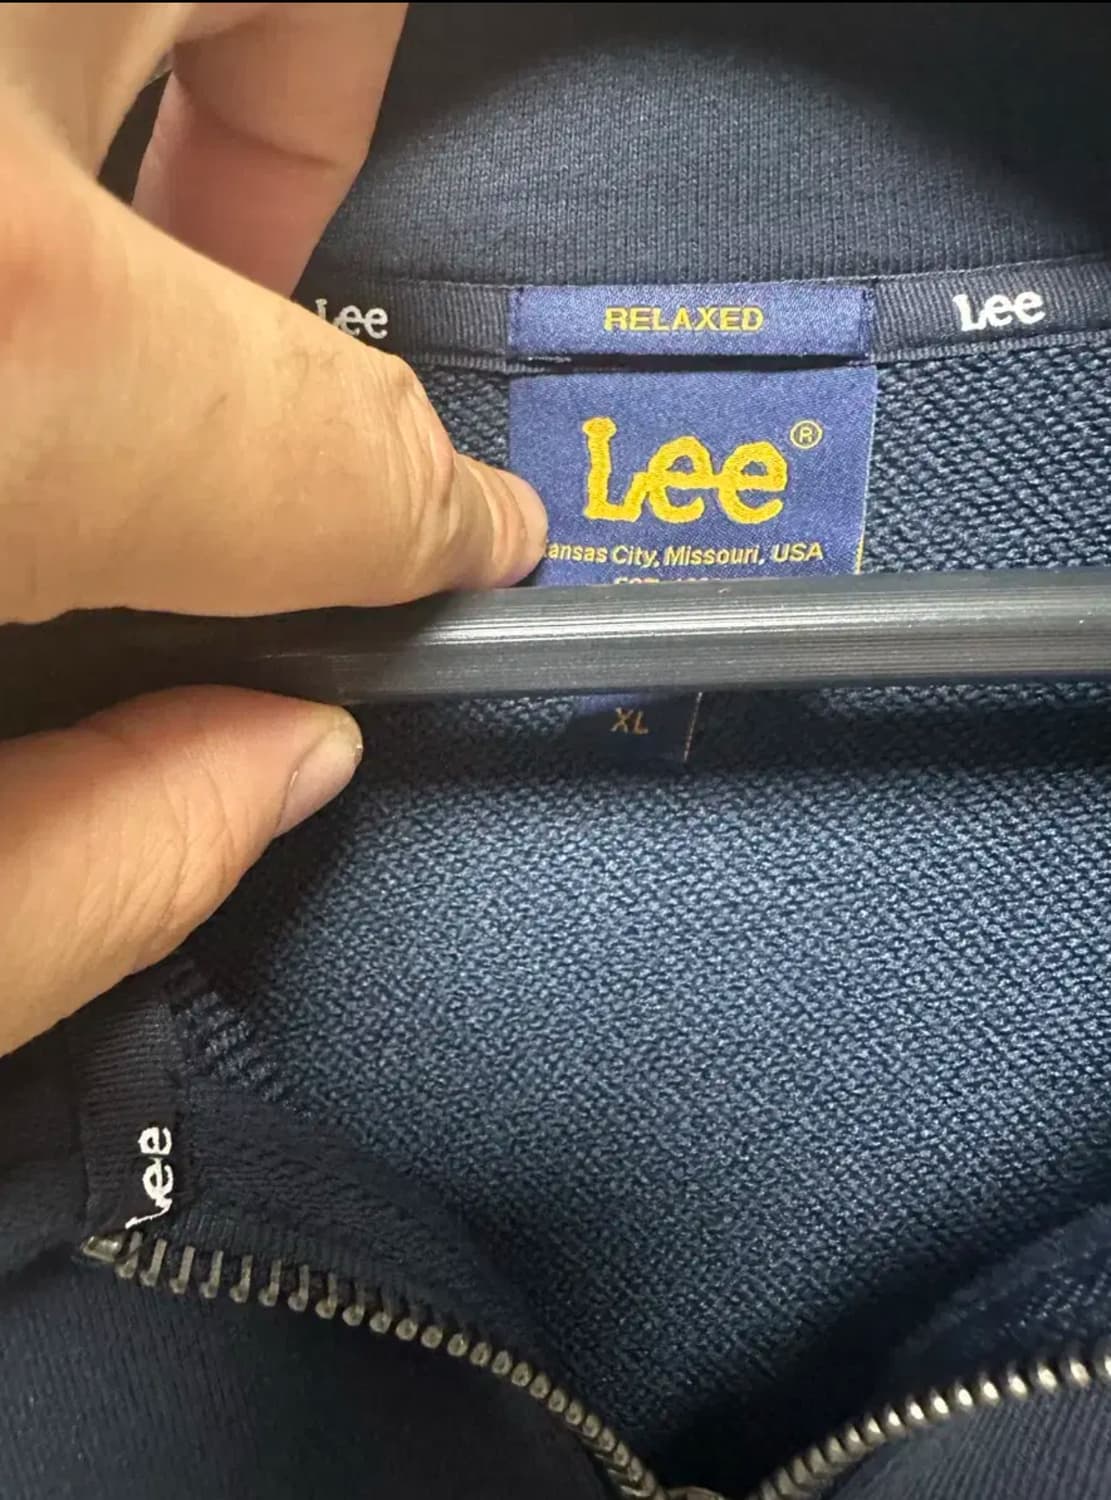 Lee
RELAXED
Lee
Lee®
Kansas City, Missouri, USA
XL
Lee